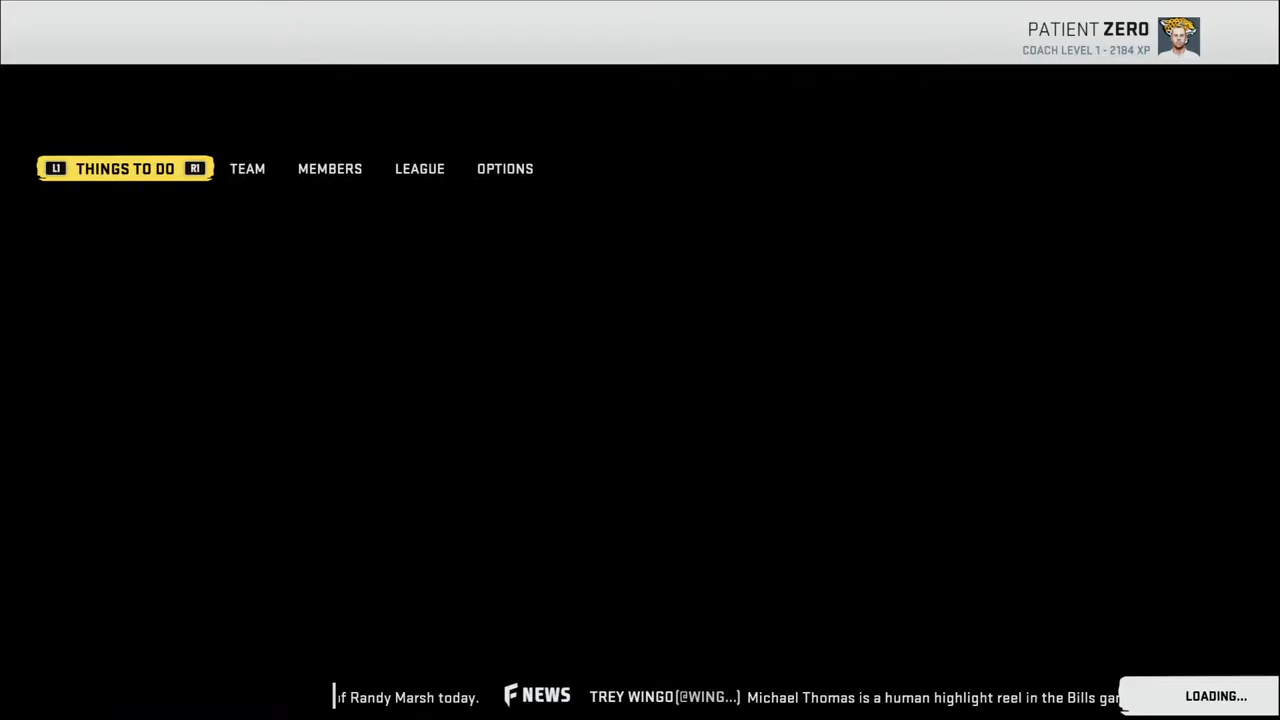 PATIENT ZERO
COACH LEVEL 1 - 2184 XP
L1 THINGS TO DO R1 TEAM MEMBERS LEAGUE OPTIONS
Randy Marsh today. NEWS TREY WINGO (@WING...) Michael Thomas is a human highlight reel in the Bills LOADING...